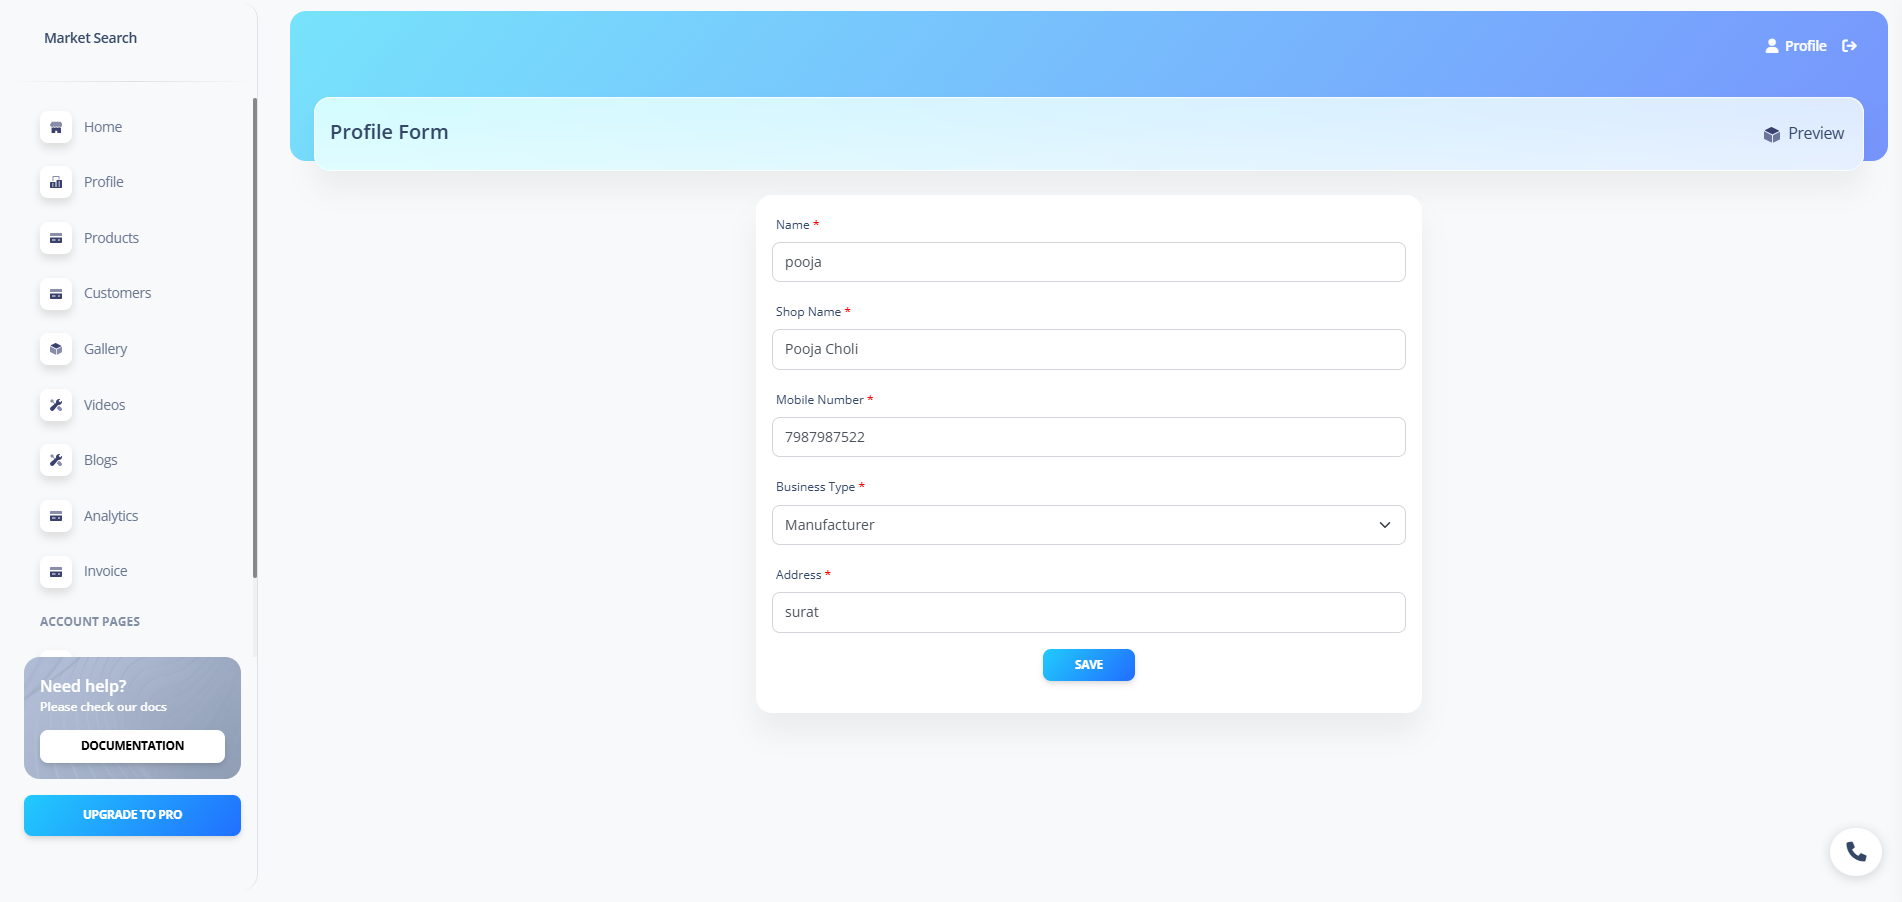 Market Search
Home
Profile
Products
Customers
Gallery
Videos
Blogs
Analytics
Invoice
ACCOUNT PAGES
Need help?
Please check our docs
DOCUMENTATION
UPGRADE TO PRO
Profile
Profile Form
Preview
Name *
pooja
Shop Name *
Pooja Choli
Mobile Number *
7987987522
Business Type *
Manufacturer
Address *
surat
SAVE